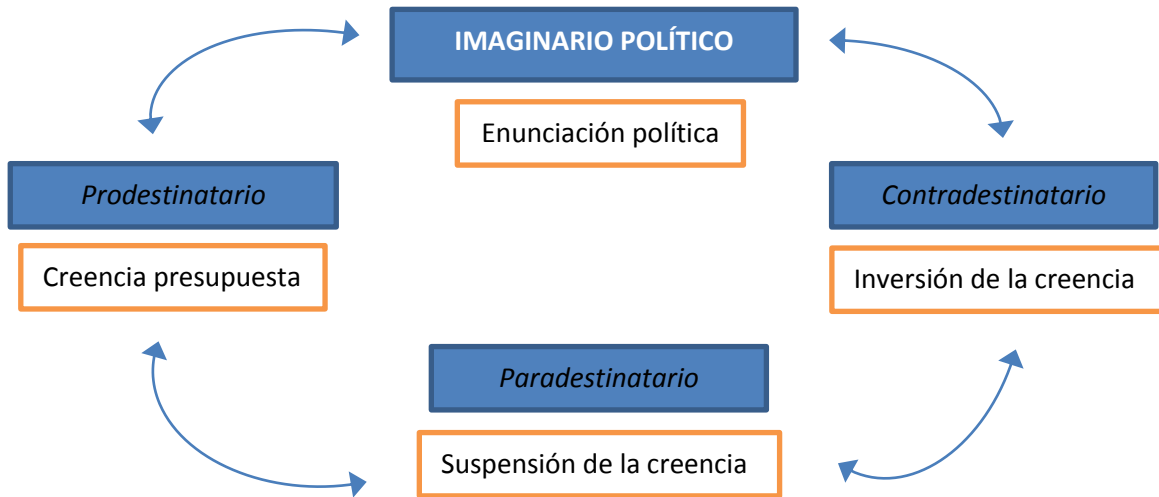 IMAGINARIO POLÍTICO
Enunciación política
Prodestinatario
Creencia presupuesta
Contradestinatario
Inversión de la creencia
Paradestinatario
Suspensión de la creencia